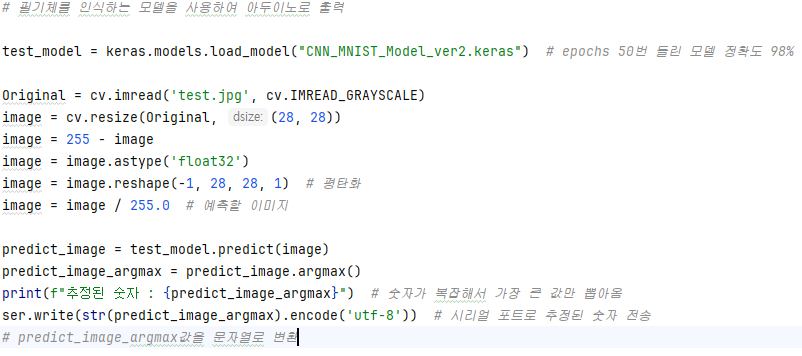 # 필기체를 인식하는 모델을 사용하여 아두이노로 출력
test_model = keras.models.load_model("CNN_MNIST_Model_ver2.keras")  # epochs 50번 돌린 모델 정확도 98%
Original = cv.imread('test.jpg', cv.IMREAD_GRAYSCALE)
image = cv.resize(Original, dsize: (28, 28))
image = 255 - image
image = image.astype('float32')
image = image.reshape(-1, 28, 28, 1)  # 평탄화
image = image / 255.0  # 예측할 이미지
predict_image = test_model.predict(image)
predict_image_argmax = predict_image.argmax()
print(f"추정된 숫자 : {predict_image_argmax}")  # 숫자가 복잡해서 가장 큰 값만 뽑아옴
ser.write(str(predict_image_argmax).encode('utf-8'))  # 시리얼 포트로 추정된 숫자 전송
# predict_image_argmax값을 문자열로 변환